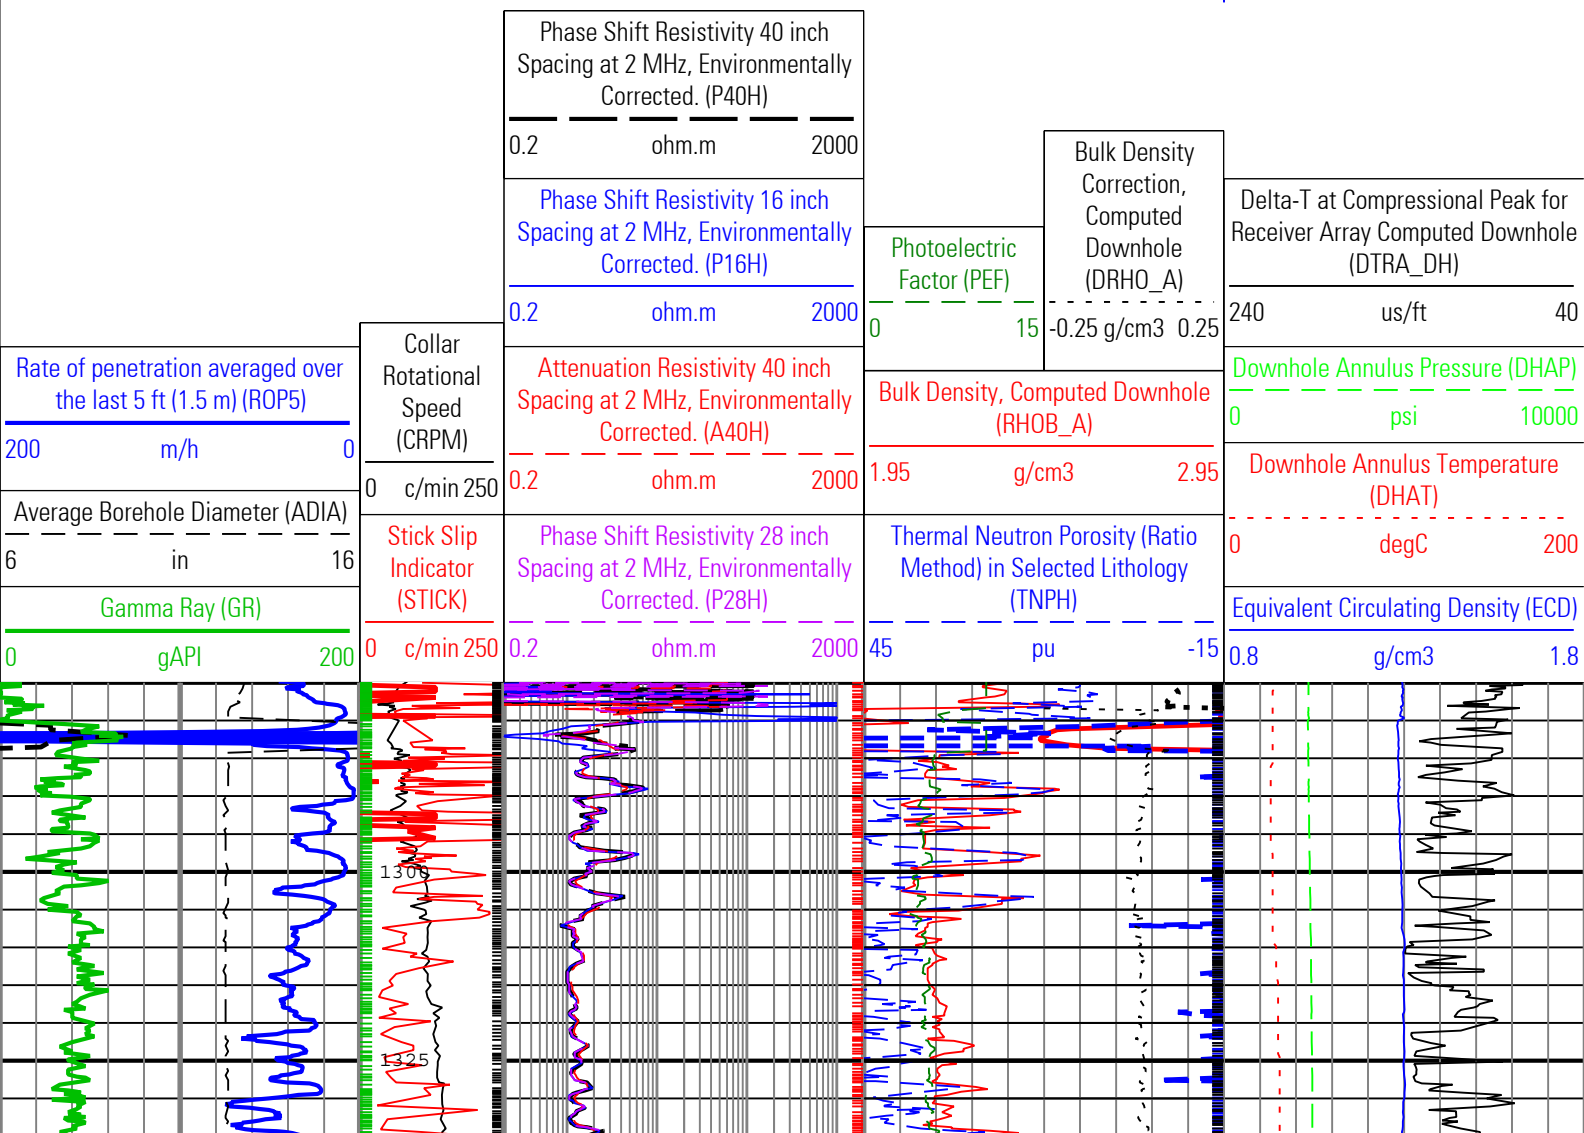 Rate of penetration averaged over
the last 5 ft (1.5 m) (ROP5)
200 m/h 0
Average Borehole Diameter (ADIA)
6 in 16
Gamma Ray (GR)
0 gAPI 200
Collar
Rotational
Speed
(CRPM)
0 c/min 250
Stick Slip
Indicator
(STICK)
0 c/min 250
Phase Shift Resistivity 40 inch
Spacing at 2 MHz, Environmentally
Corrected. (P40H)
0.2 ohm.m 2000
Phase Shift Resistivity 16 inch
Spacing at 2 MHz, Environmentally
Corrected. (P16H)
0.2 ohm.m 2000
Attenuation Resistivity 40 inch
Spacing at 2 MHz, Environmentally
Corrected. (A40H)
0.2 ohm.m 2000
Phase Shift Resistivity 28 inch
Spacing at 2 MHz, Environmentally
Corrected. (P28H)
0.2 ohm.m 2000
Photoelectric
Factor (PEF)
0 15
Bulk Density
Correction,
Computed
Downhole
(DRHO_A)
-0.25 g/cm3 0.25
Bulk Density, Computed Downhole
(RHOB_A)
1.95 g/cm3 2.95
Thermal Neutron Porosity (Ratio
Method) in Selected Lithology
(TNPH)
45 pu -15
Delta-T at Compressional Peak for
Receiver Array Computed Downhole
(DTRA_DH)
240 us/ft 40
Downhole Annulus Pressure (DHAP)
0 psi 10000
Downhole Annulus Temperature
(DHAT)
0 degC 200
Equivalent Circulating Density (ECD)
0.8 g/cm3 1.8
1300
1325